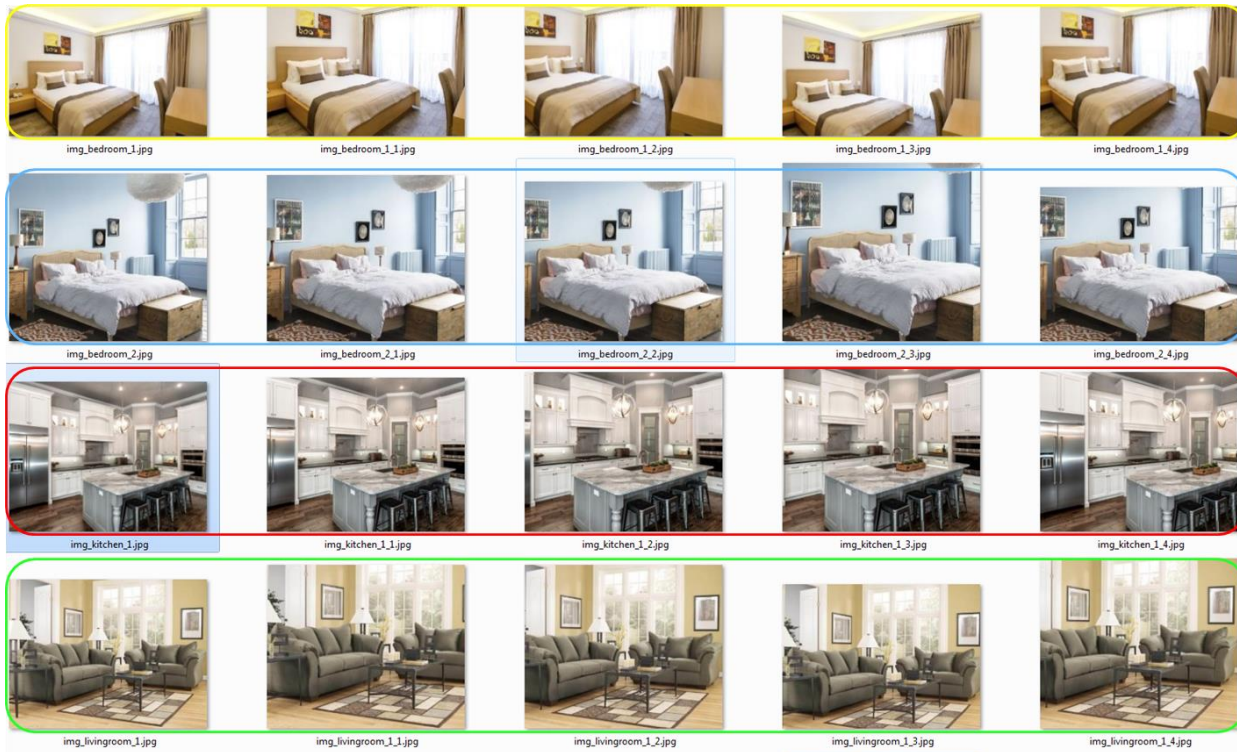 img_bedroom_1.jpg
img_bedroom_1_1.jpg
img_bedroom_1_2.jpg
img_bedroom_1_3.jpg
img_bedroom_1_4.jpg
img_bedroom_2.jpg
img_bedroom_2_1.jpg
img_bedroom_2_2.jpg
img_bedroom_2_3.jpg
img_bedroom_2_4.jpg
img_kitchen_1.jpg
img_kitchen_1_1.jpg
img_kitchen_1_2.jpg
img_kitchen_1_3.jpg
img_kitchen_1_4.jpg
img_livingroom_1.jpg
img_livingroom_1_1.jpg
img_livingroom_1_2.jpg
img_livingroom_1_3.jpg
img_livingroom_1_4.jpg